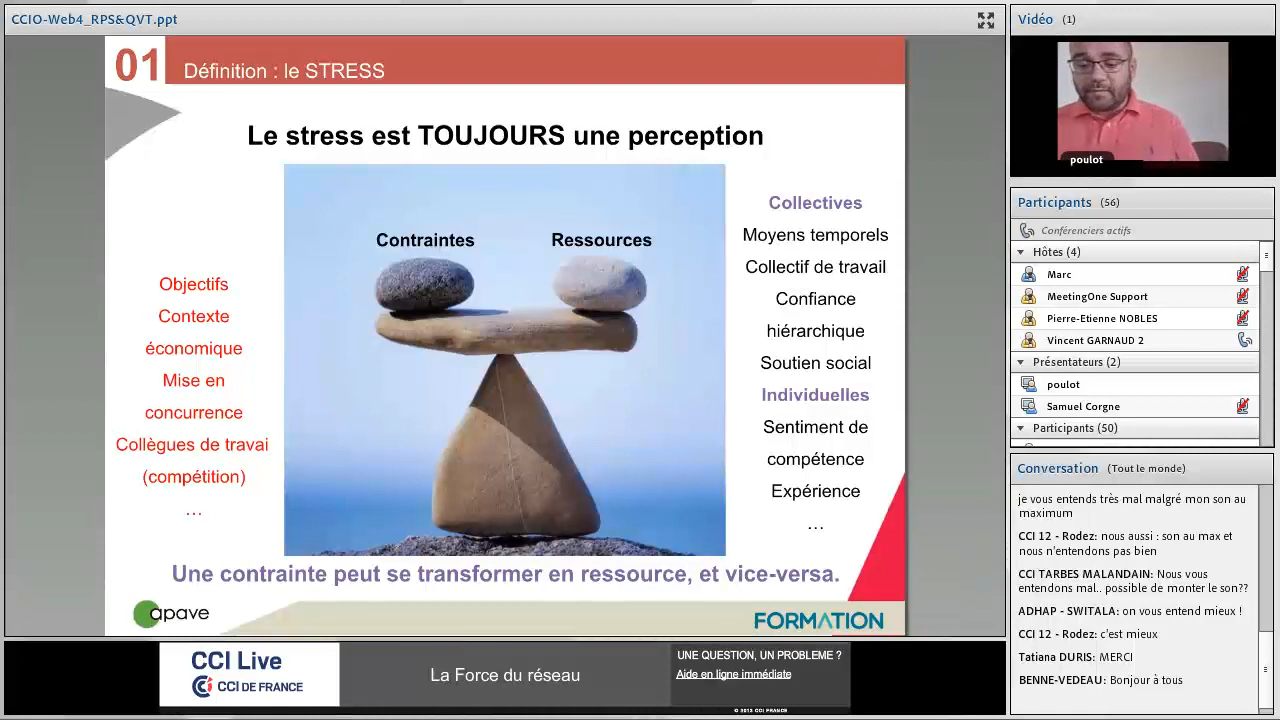 CCIO-Web4_RPS&QVT.ppt
01
Définition : le STRESS
Le stress est TOUJOURS une perception
Contraintes
Ressources
Objectifs
Contexte
économique
Mise en
concurrence
Collègues de travai
(compétition)
…
Collectives
Moyens temporels
Collectif de travail
Confiance
hiérarchique
Soutien social
Individuelles
Sentiment de
compétence
Expérience
…
Une contrainte peut se transformer en ressource, et vice-versa.
apave
FORMATION
CCI Live
CCI DE FRANCE
La Force du réseau
UNE QUESTION, UN PROBLEME ?
Aide en ligne immédiate
© 2013 CCI FRANCE
Vidéo (1)
poulot
Participants (56)
Conférenciers actifs
Hôtes (4)
Marc
MeetingOne Support
Pierre-Etienne NOBLES
Vincent GARNAUD 2
Présentateurs (2)
poulot
Samuel Corgne
Participants (50)
Conversation (Tout le monde)
je vous entends très mal malgré mon son au
maximum
CCI 12 - Rodez: nous aussi : son au max et
nous n'entendons pas bien
CCI TARBES MALANDAIN: Nous vous
entendons mal.. possible de monter le son??
ADHAP - SWITALA: on vous entend mieux !
CCI 12 - Rodez: c'est mieux
Tatiana DURIS: MERCI
BENNE-VEDEAU: Bonjour à tous